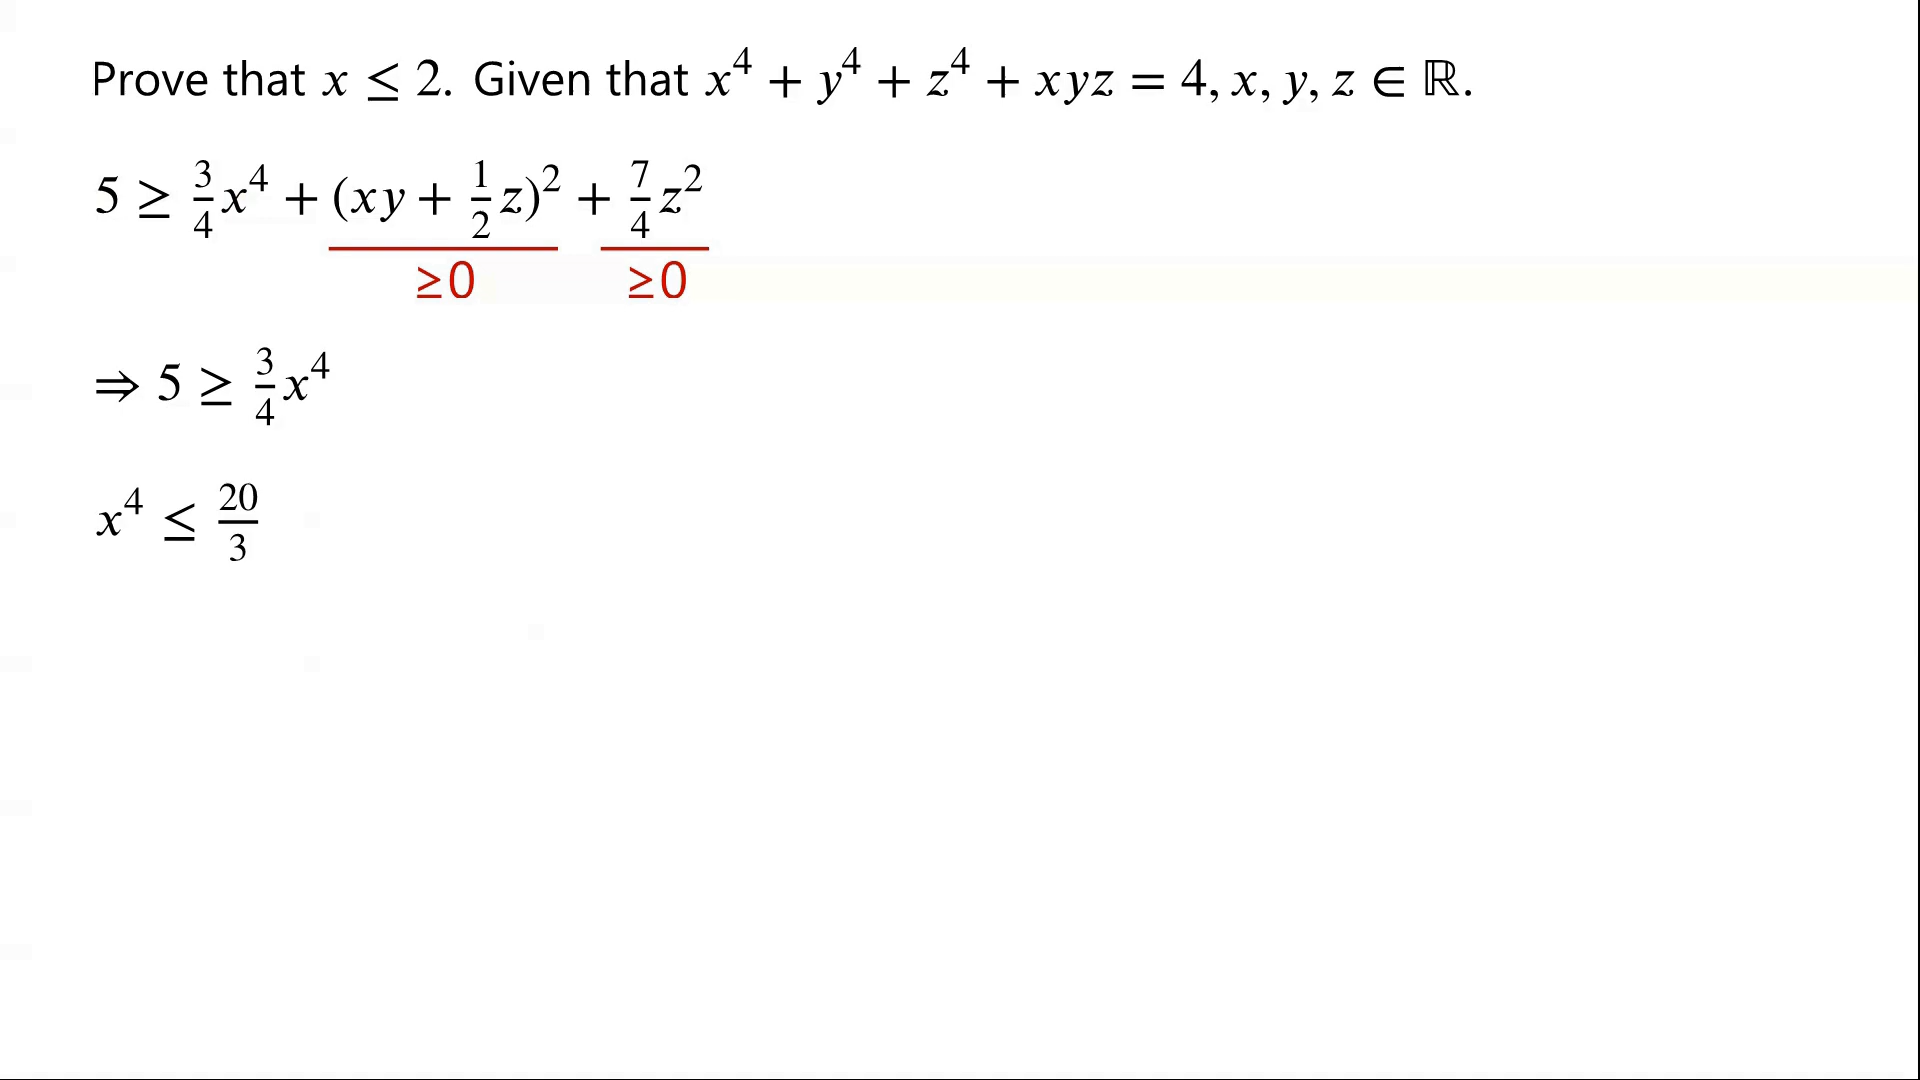 Prove that x ≤ 2. Given that x⁴ + y⁴ + z⁴ + xyz = 4, x, y, z ∈ ℝ.
5 ≥ 3/4 x⁴ + (xy + 1/2 z)² + 7/4 z²
≥0 ≥0
⇒ 5 ≥ 3/4 x⁴
x⁴ ≤ 20/3